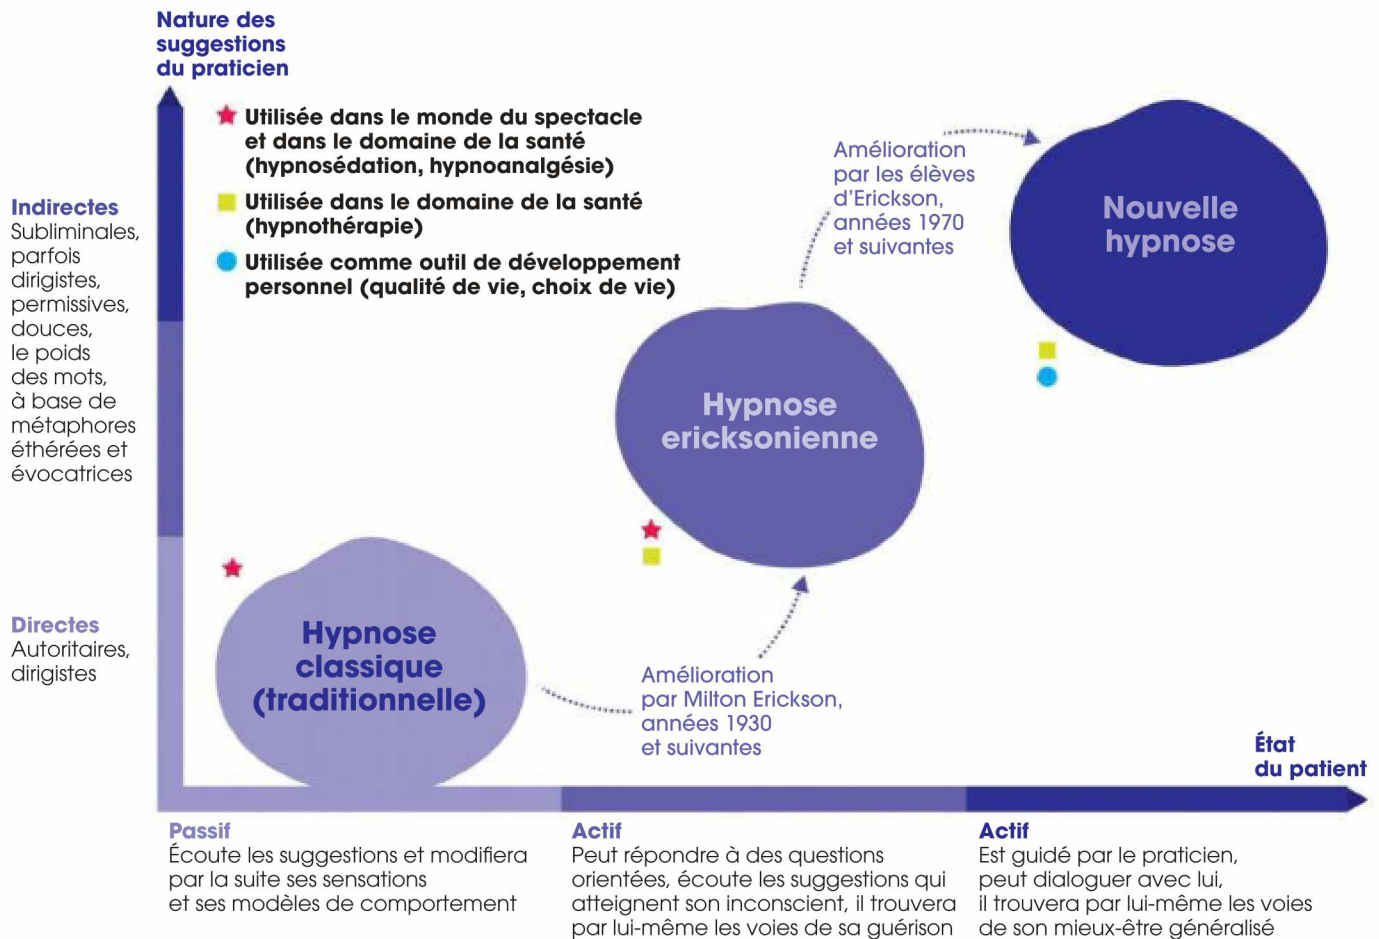 Nature des
suggestions
du praticien
Utilisée dans le monde du spectacle
et dans le domaine de la santé
(hypnosédation, hypnoanalgésie)
Utilisée dans le domaine de la santé
(hypnothérapie)
Utilisée comme outil de développement
personnel (qualité de vie, choix de vie)
Indirectes
Subliminales,
parfois
dirigistes,
permissives,
douces,
le poids
des mots,
à base de
métaphores
éthérées et
évocatrices
Directes
Autoritaires,
dirigistes
Amélioration
par les élèves
d’Erickson,
années 1970
et suivantes
Nouvelle
hypnose
Hypnose
ericksonienne
Hypnose
classique
(traditionnelle)
Amélioration
par Milton Erickson,
années 1930
et suivantes
État
du patient
Passif
Écoute les suggestions et modifiera
par la suite ses sensations
et ses modèles de comportement
Actif
Peut répondre à des questions
orientées, écoute les suggestions qui
atteignent son inconscient, il trouvera
par lui-même les voies de sa guérison
Actif
Est guidé par le praticien,
peut dialoguer avec lui,
il trouvera par lui-même les voies
de son mieux-être généralisé